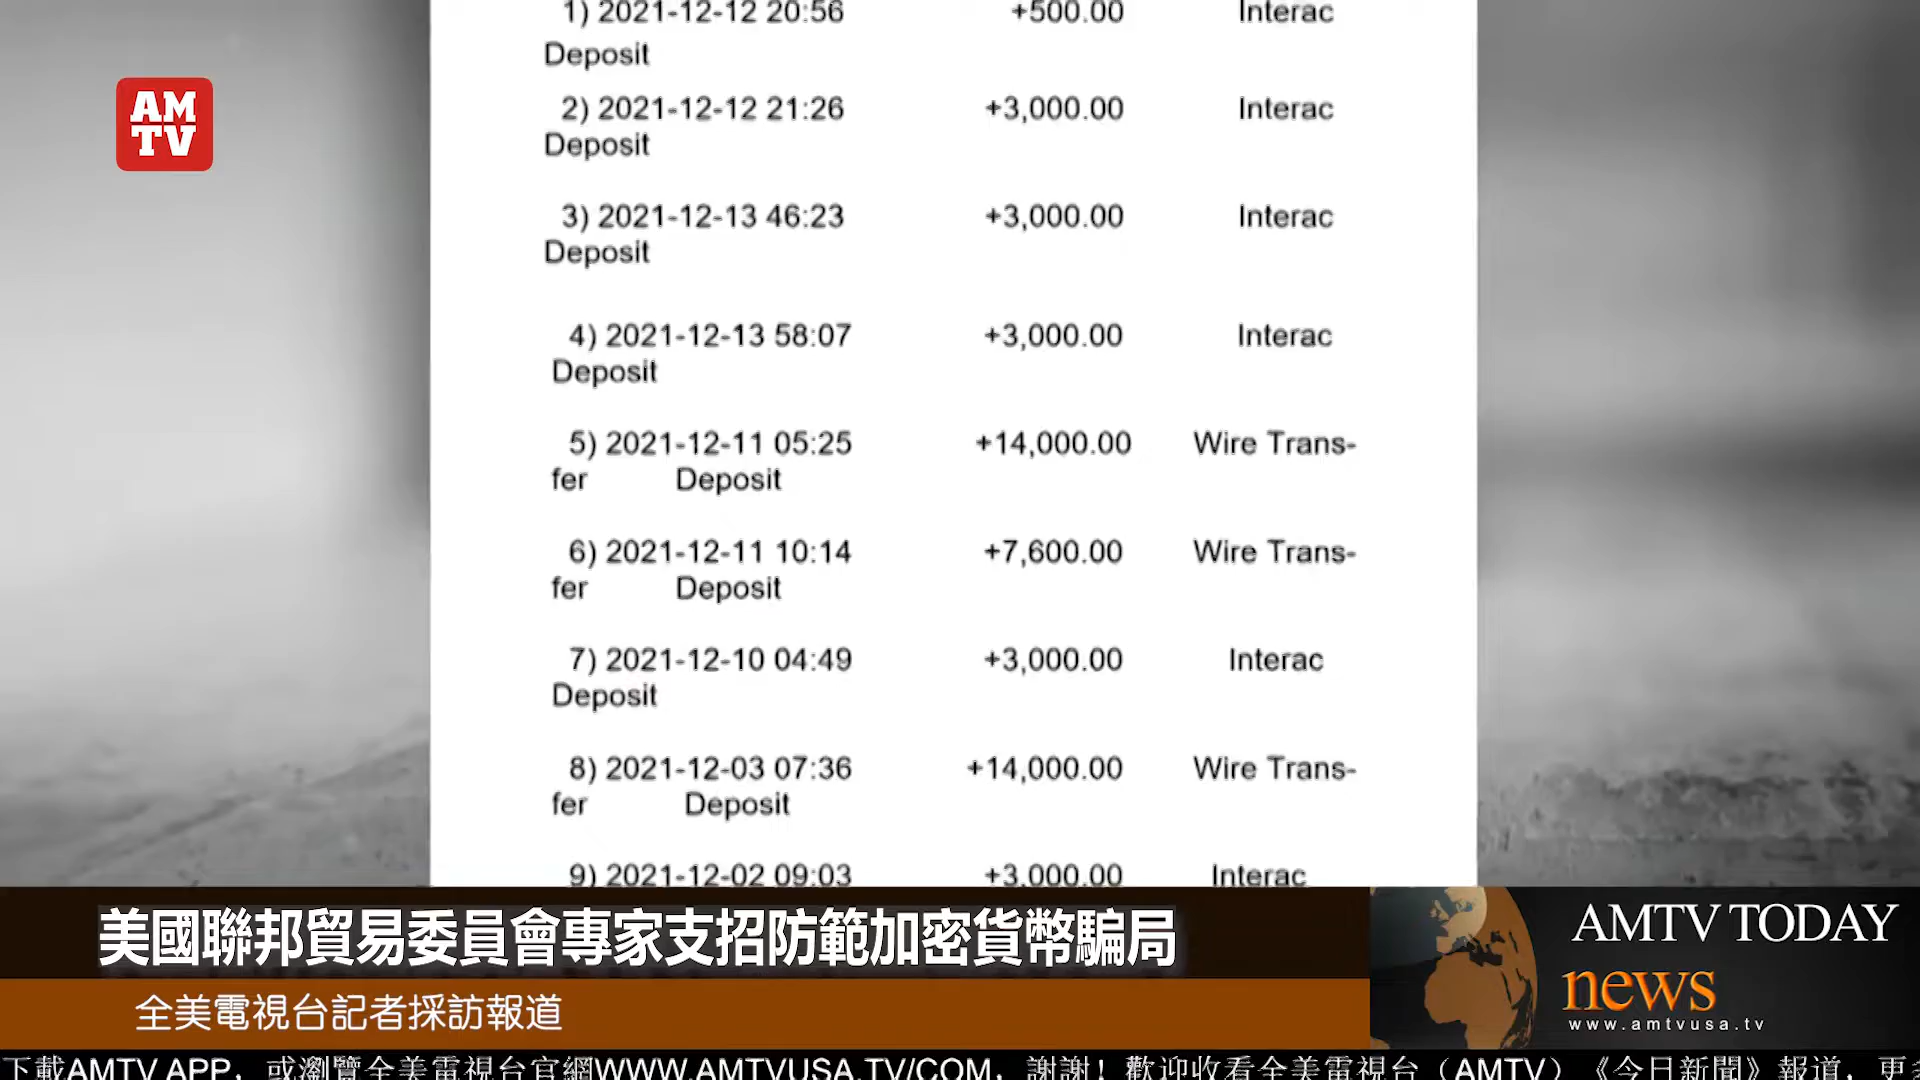 1) 2021-12-12 20:56 +500.00 Interac
Deposit
2) 2021-12-12 21:26 +3,000.00 Interac
Deposit
3) 2021-12-13 46:23 +3,000.00 Interac
Deposit
4) 2021-12-13 58:07 +3,000.00 Interac
Deposit
5) 2021-12-11 05:25 +14,000.00 Wire Trans-
fer Deposit
6) 2021-12-11 10:14 +7,600.00 Wire Trans-
fer Deposit
7) 2021-12-10 04:49 +3,000.00 Interac
Deposit
8) 2021-12-03 07:36 +14,000.00 Wire Trans-
fer Deposit
9) 2021-12-02 09:03 +3,000.00 Interac
AM
TV
美國聯邦貿易委員會專家支招防範加密貨幣騙局
全美電視台記者採訪報道
AMTV TODAY
news
www.amtvusa.tv
下載AMTV APP，或瀏覽全美電視台官網WWW.AMTVUSA.TV/COM，謝謝！歡迎收看全美電視台（AMTV）《今日新聞》報道，更